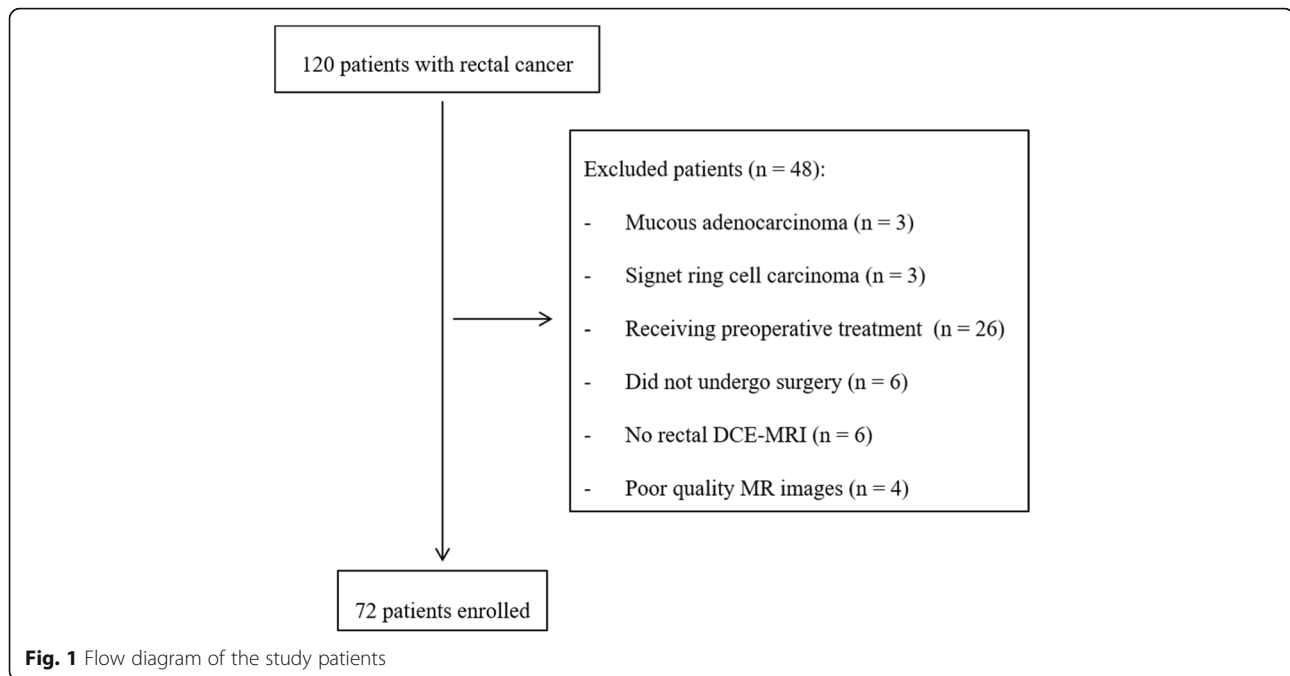 120 patients with rectal cancer
Excluded patients (n = 48):
- Mucous adenocarcinoma (n = 3)
- Signet ring cell carcinoma (n = 3)
- Receiving preoperative treatment (n = 26)
- Did not undergo surgery (n = 6)
- No rectal DCE-MRI (n = 6)
- Poor quality MR images (n = 4)
72 patients enrolled
Fig. 1 Flow diagram of the study patients